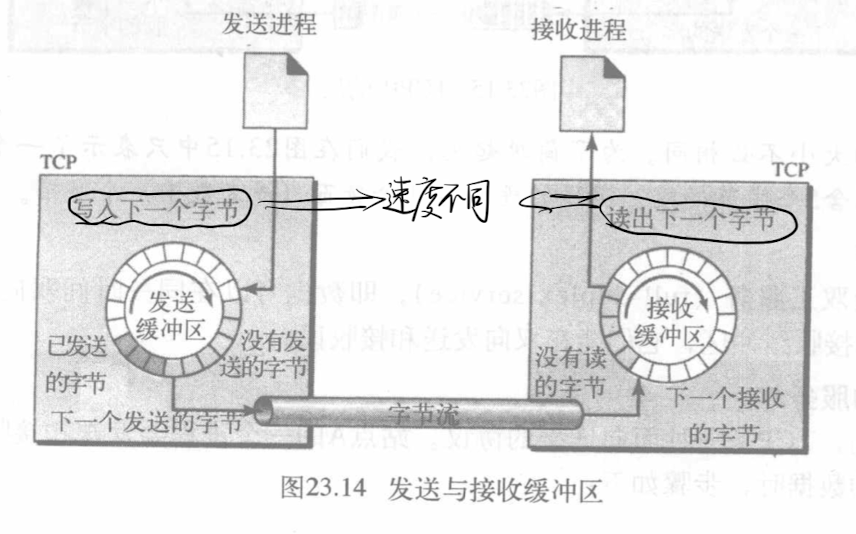 发送进程
接收进程
TCP
TCP
写入下一个字节
速度不同
读出下一个字节
发送
缓冲区
接收
缓冲区
已发送
的字节
没有发
送的字节
没有读
的字节
下一个发送的字节
字节流
下一个接收
的字节
图23.14 发送与接收缓冲区